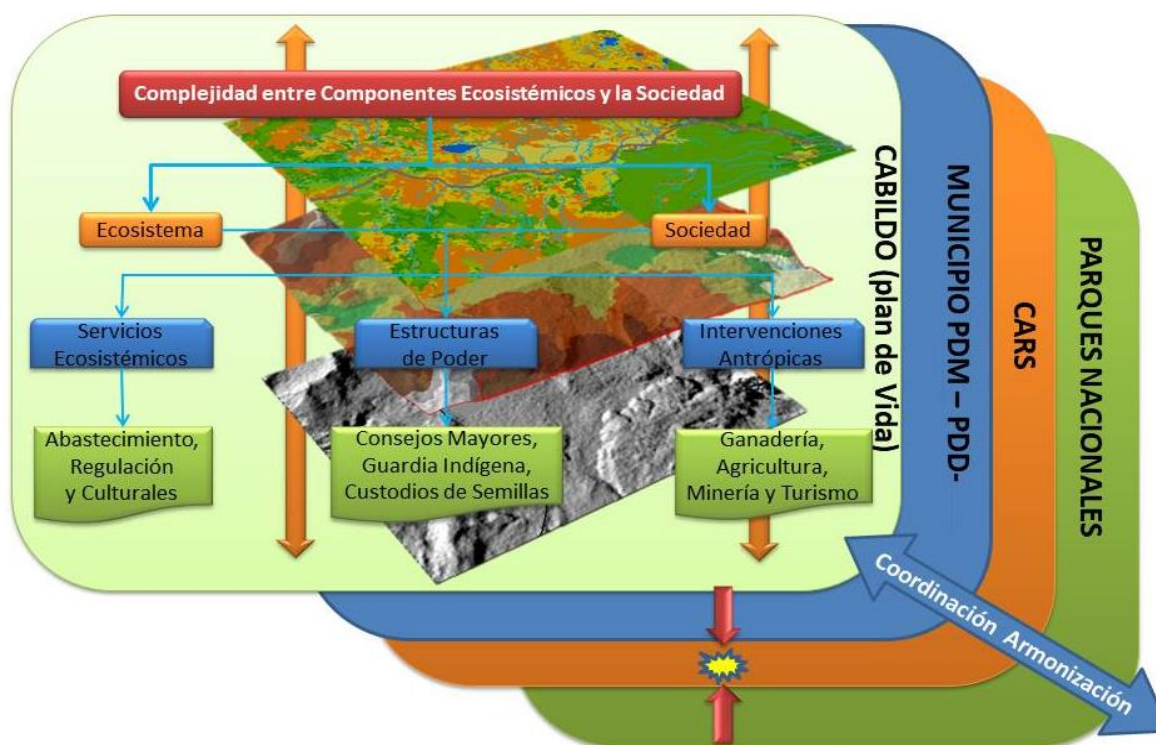 Complejidad entre Componentes Ecosistémicos y la Sociedad
Ecosistema
Sociedad
Servicios
Ecosistémicos
Estructuras
de Poder
Intervenciones
Antrópicas
Abastecimiento,
Regulación
y Culturales
Consejos Mayores,
Guardia Indígena,
Custodios de Semillas
Ganadería,
Agricultura,
Minería y Turismo
CABILDO (plan de Vida)
MUNICIPIO PDM – PDD-
CARS
PARQUES NACIONALES
Coordinación Armonización